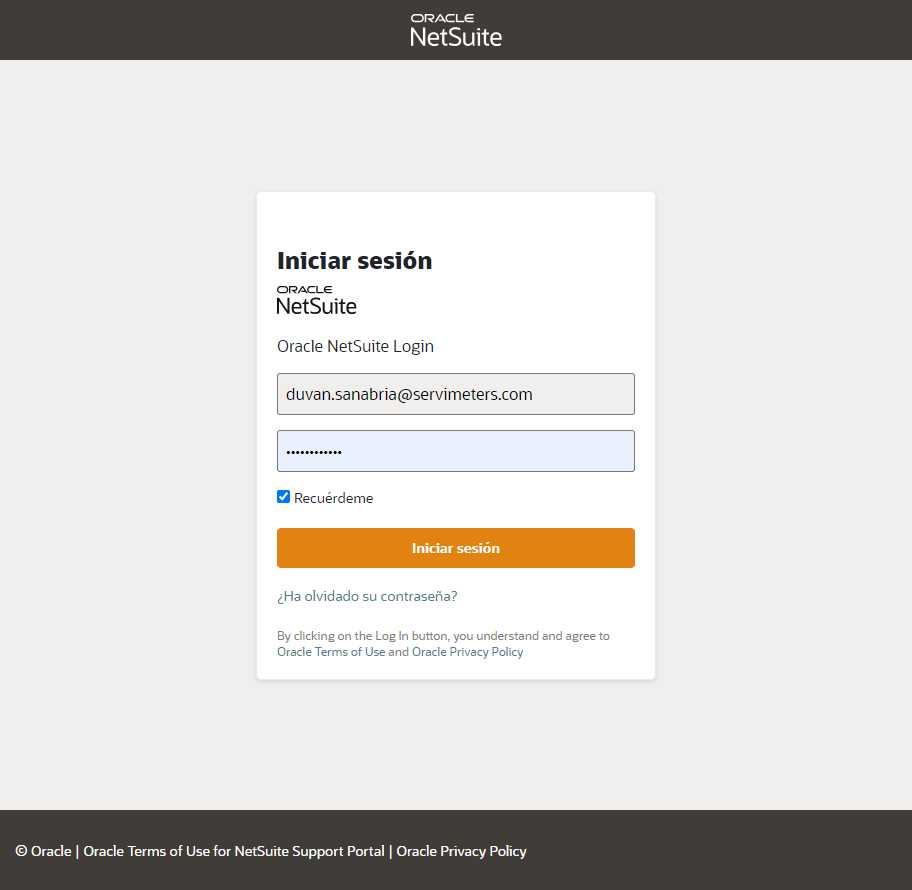 ORACLE
NetSuite
Iniciar sesión
ORACLE
NetSuite
Oracle NetSuite Login
duvan.sanabria@servimeters.com
••••••••••••
Recuérdeme
Iniciar sesión
¿Ha olvidado su contraseña?
By clicking on the Log In button, you understand and agree to
Oracle Terms of Use and Oracle Privacy Policy
© Oracle | Oracle Terms of Use for NetSuite Support Portal | Oracle Privacy Policy